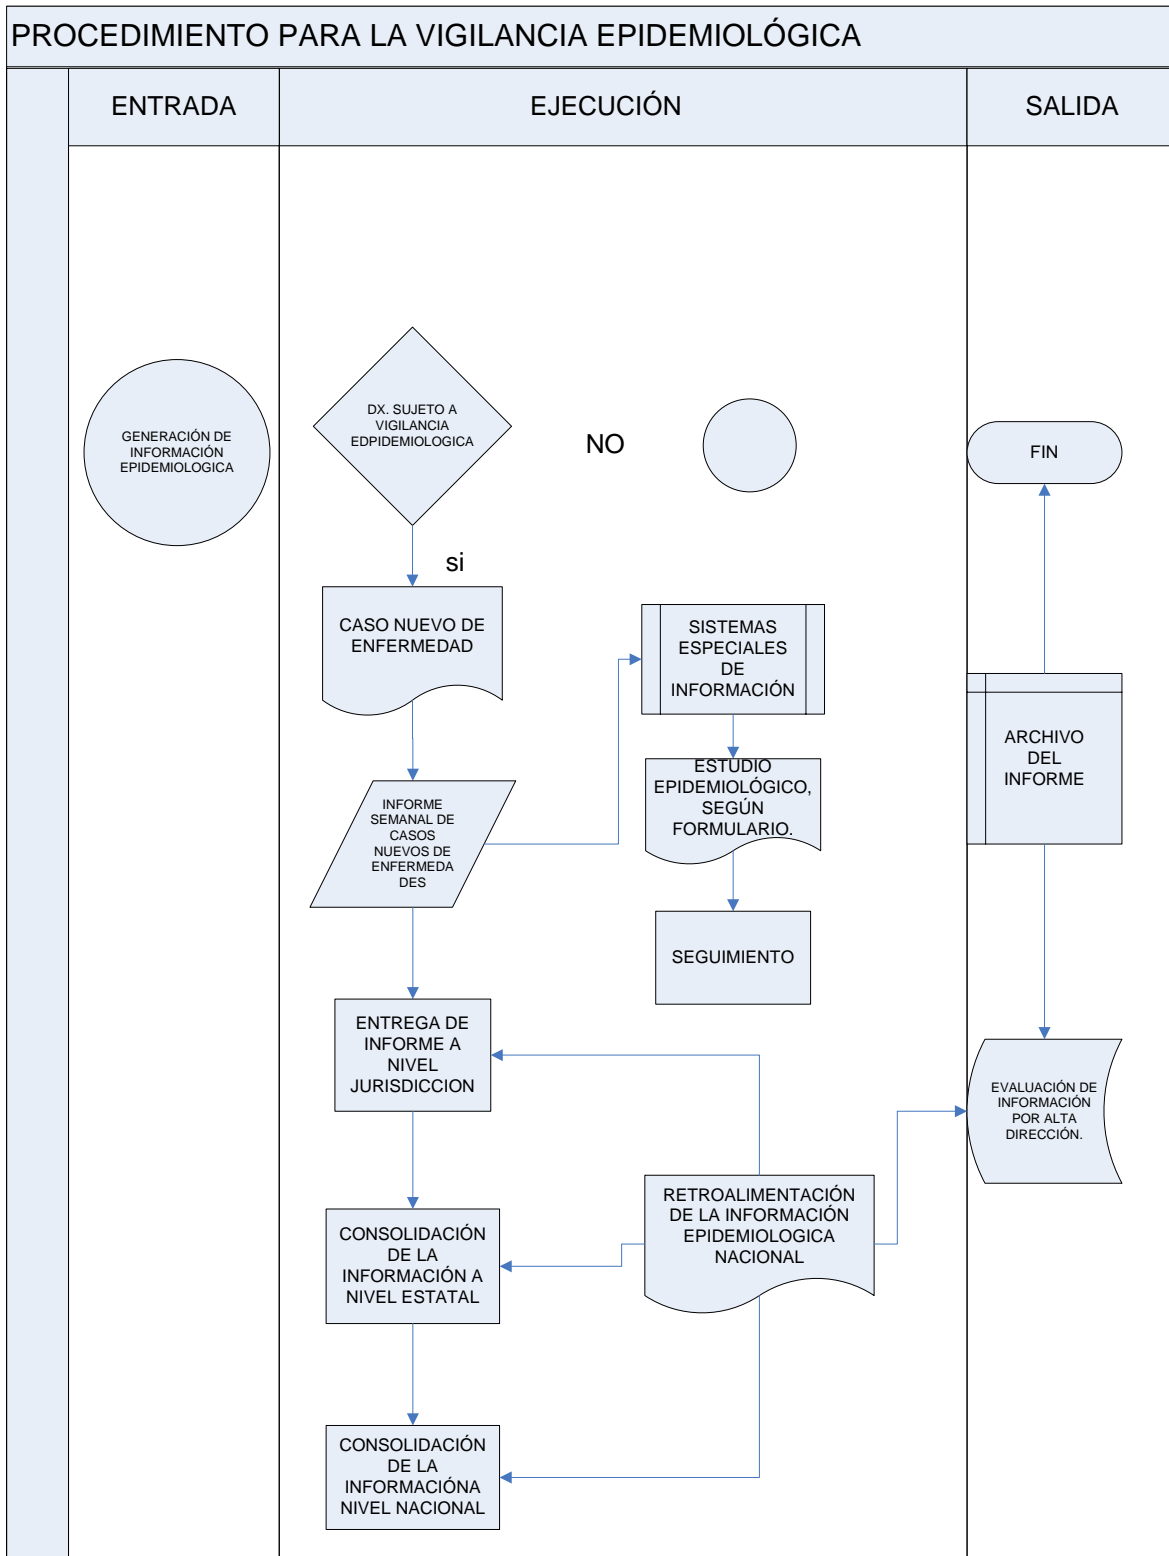 PROCEDIMIENTO PARA LA VIGILANCIA EPIDEMIOLÓGICA
ENTRADA
EJECUCIÓN
SALIDA
GENERACIÓN DE
INFORMACIÓN
EPIDEMIOLOGICA
DX. SUJETO A
VIGILANCIA
EDPIDEMIOLOGICA
NO
FIN
si
CASO NUEVO DE
ENFERMEDAD
SISTEMAS
ESPECIALES
DE
INFORMACIÓN
ARCHIVO
DEL
INFORME
ESTUDIO
EPIDEMIOLÓGICO,
SEGÚN
FORMULARIO.
INFORME
SEMANAL DE
CASOS
NUEVOS DE
ENFERMEDA
DES
SEGUIMIENTO
ENTREGA DE
INFORME A
NIVEL
JURISDICCION
EVALUACIÓN DE
INFORMACIÓN
POR ALTA
DIRECCIÓN.
RETROALIMENTACIÓN
DE LA INFORMACIÓN
EPIDEMIOLOGICA
NACIONAL
CONSOLIDACIÓN
DE LA
INFORMACIÓN A
NIVEL ESTATAL
CONSOLIDACIÓN
DE LA
INFORMACIÓNA
NIVEL NACIONAL